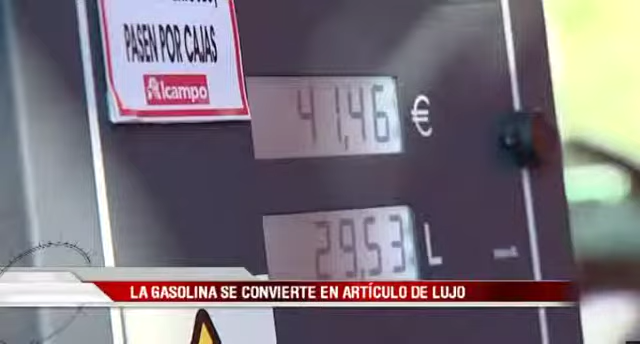 PASEN POR CAJAS
Alcampo
41,46 €
29,53 L
LA GASOLINA SE CONVIERTE EN ARTÍCULO DE LUJO